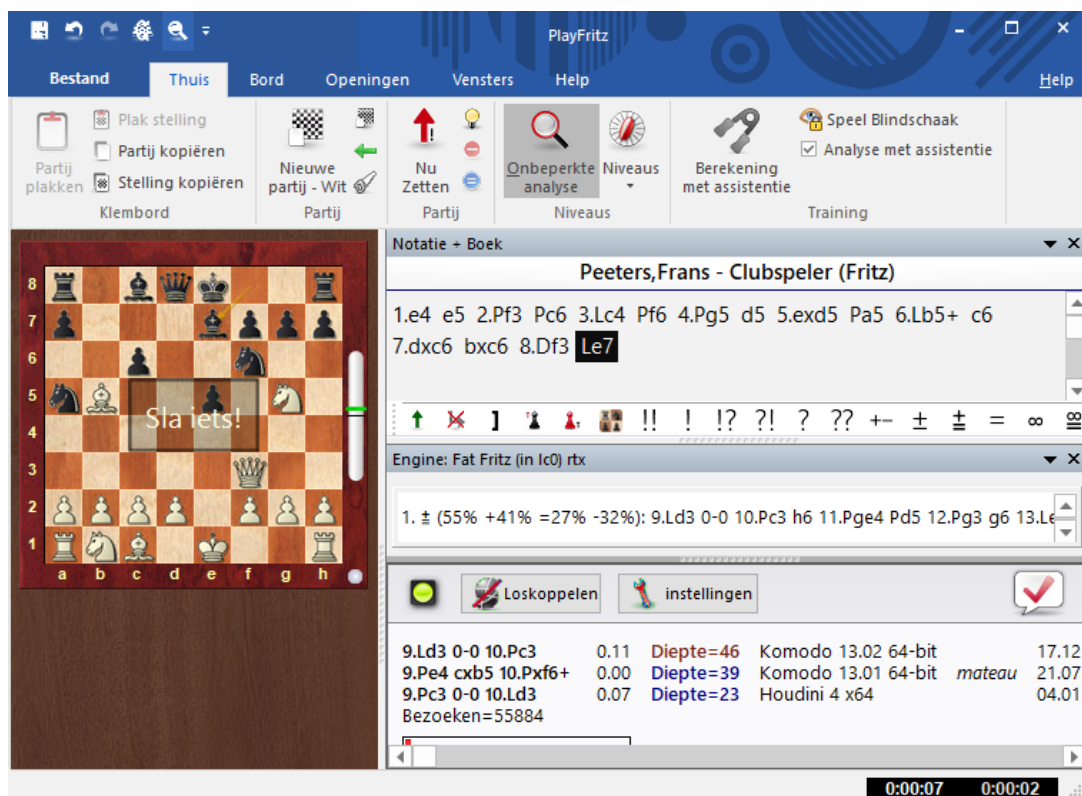 PlayFritz
Bestand Thuis Bord Openingen Vensters Help Help
Plak stelling
Partij kopiëren
Stelling kopiëren
Partij plakken
Klembord
Nieuwe partij - Wit
Partij
Nu Zetten
Partij
Onbeperkte analyse
Niveaus
Niveaus
Berekening met assistentie
Speel Blindschaak
Analyse met assistentie
Training
8
7
6
5
4
3
2
1
a b c d e f g h
Sla iets!
Notatie + Boek
Peeters,Frans - Clubspeler (Fritz)
1.e4 e5 2.Pf3 Pc6 3.Lc4 Pf6 4.Pg5 d5 5.exd5 Pa5 6.Lb5+ c6
7.dxc6 bxc6 8.Df3 Le7
] !! ! !? ?! ? ?? +− ± ⩲ = ∞
Engine: Fat Fritz (in lc0) rtx
1. ⩲ (55% +41% =27% -32%): 9.Ld3 0-0 10.Pc3 h6 11.Pge4 Pd5 12.Pg3 g6 13.Le
Loskoppelen instellingen
9.Ld3 0-0 10.Pc3 0.11 Diepte=46 Komodo 13.02 64-bit 17.12
9.Pe4 cxb5 10.Pxf6+ 0.00 Diepte=39 Komodo 13.01 64-bit mateau 21.07
9.Pc3 0-0 10.Ld3 0.07 Diepte=23 Houdini 4 x64 04.01
Bezoeken=55884
0:00:07 0:00:02